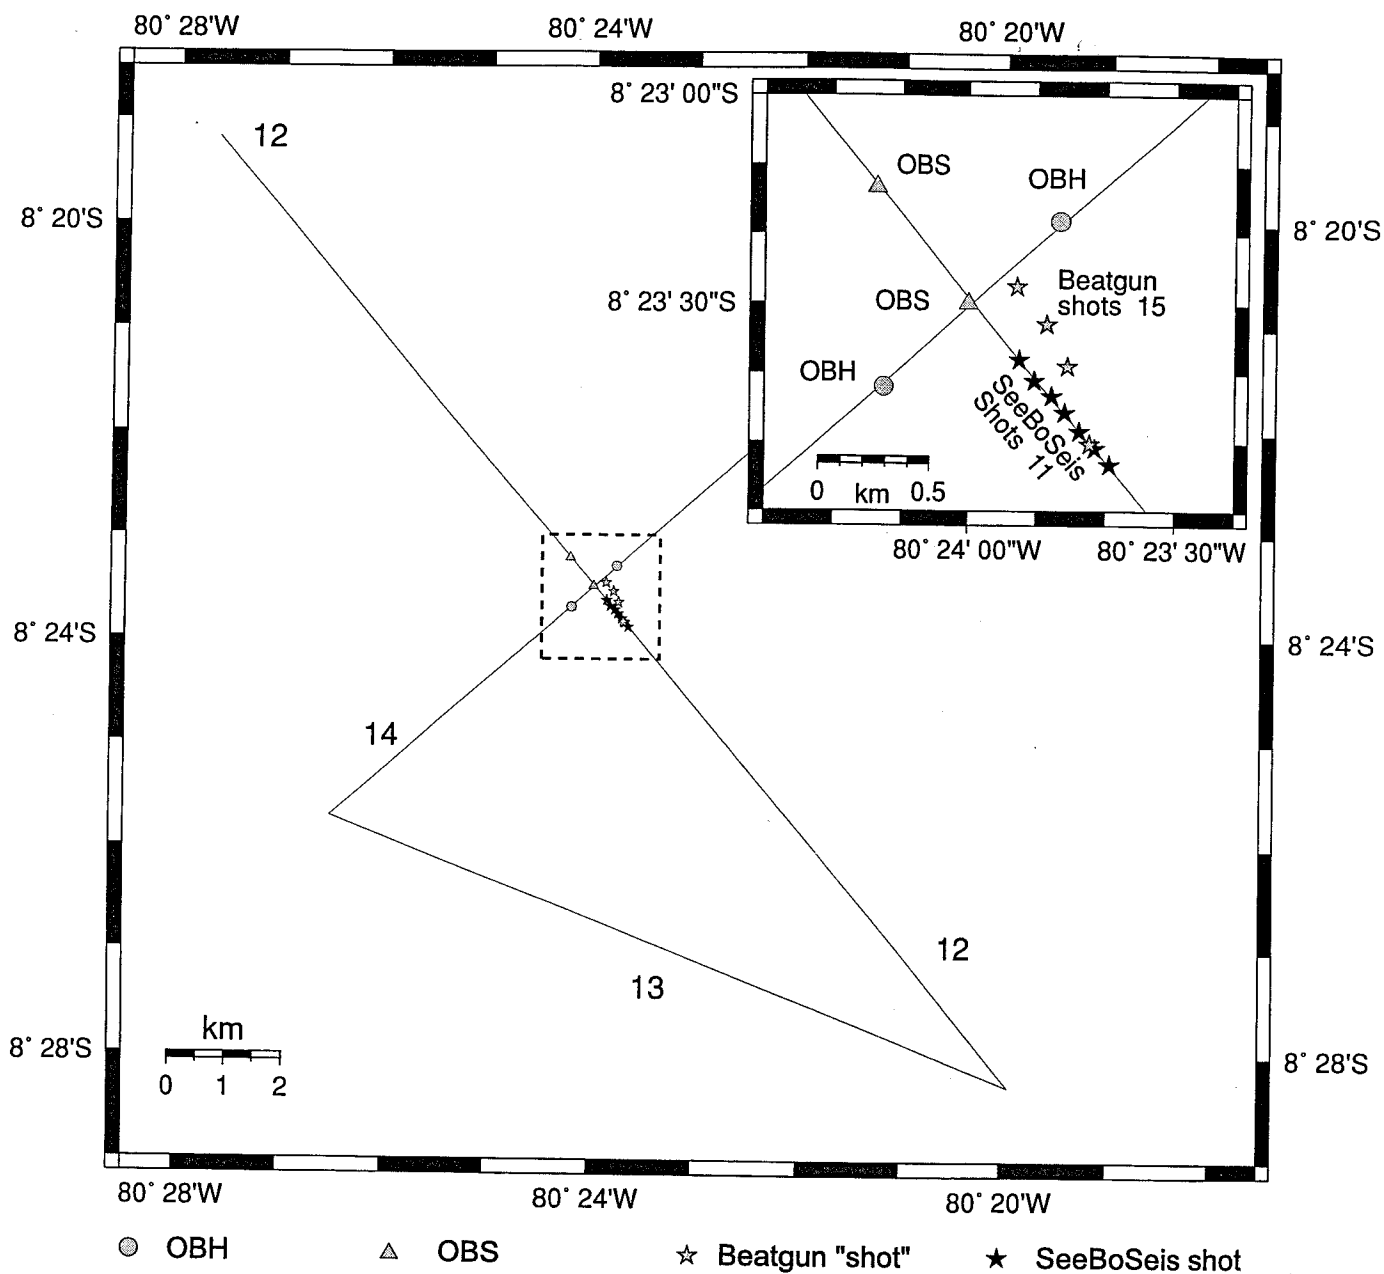 80° 28'W
80° 24'W
80° 20'W
8° 23' 00"S
12
OBS
OBH
8° 20'S
8° 20'S
Beatgun
shots 15
8° 23' 30"S
OBS
OBH
SeeBoSeis
Shots 11
0 km 0.5
80° 24' 00"W
80° 23' 30"W
8° 24'S
8° 24'S
14
12
13
km
0 1 2
8° 28'S
8° 28'S
80° 28'W
80° 24'W
80° 20'W
OBH
OBS
Beatgun "shot"
SeeBoSeis shot